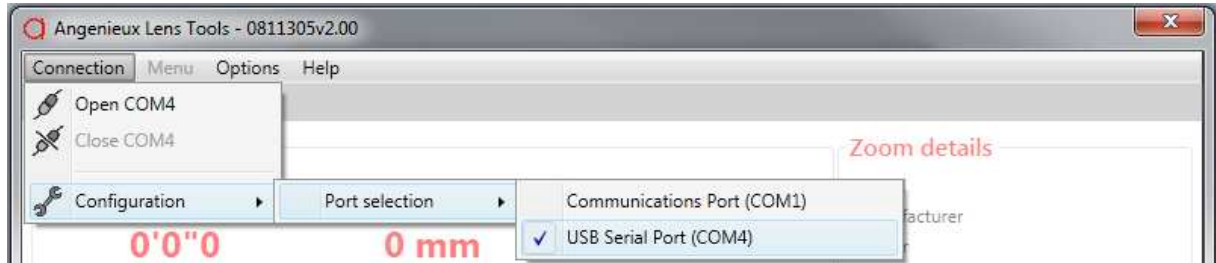 Angenieux Lens Tools - 0811305v2.00
Connection Menu Options Help
Open COM4
Close COM4
Zoom details
Configuration
Port selection
Communications Port (COM1)
facturer
USB Serial Port (COM4)
0'0"0
0 mm